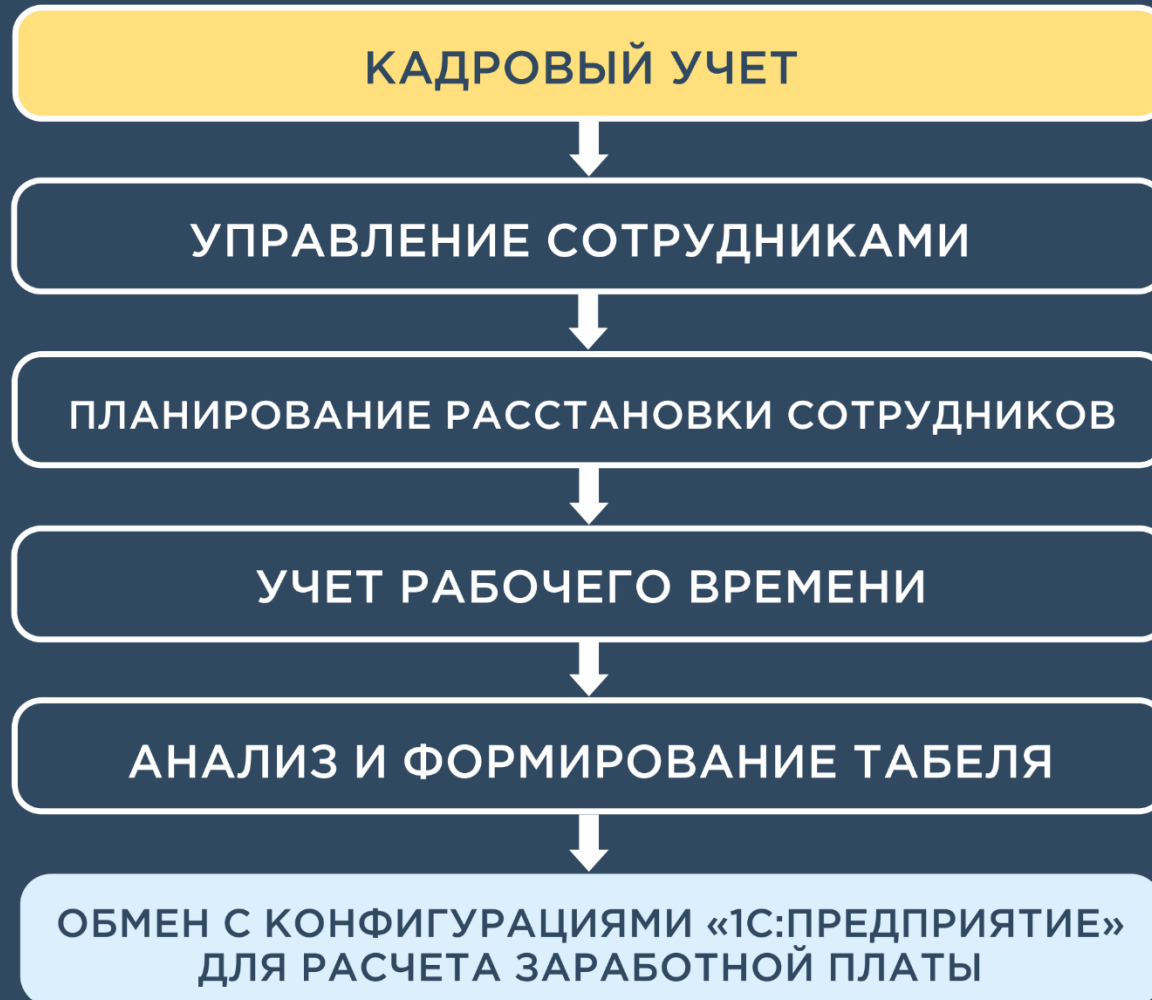 КАДРОВЫЙ УЧЕТ
УПРАВЛЕНИЕ СОТРУДНИКАМИ
ПЛАНИРОВАНИЕ РАССТАНОВКИ СОТРУДНИКОВ
УЧЕТ РАБОЧЕГО ВРЕМЕНИ
АНАЛИЗ И ФОРМИРОВАНИЕ ТАБЕЛЯ
ОБМЕН С КОНФИГУРАЦИЯМИ «1С:ПРЕДПРИЯТИЕ»
ДЛЯ РАСЧЕТА ЗАРАБОТНОЙ ПЛАТЫ